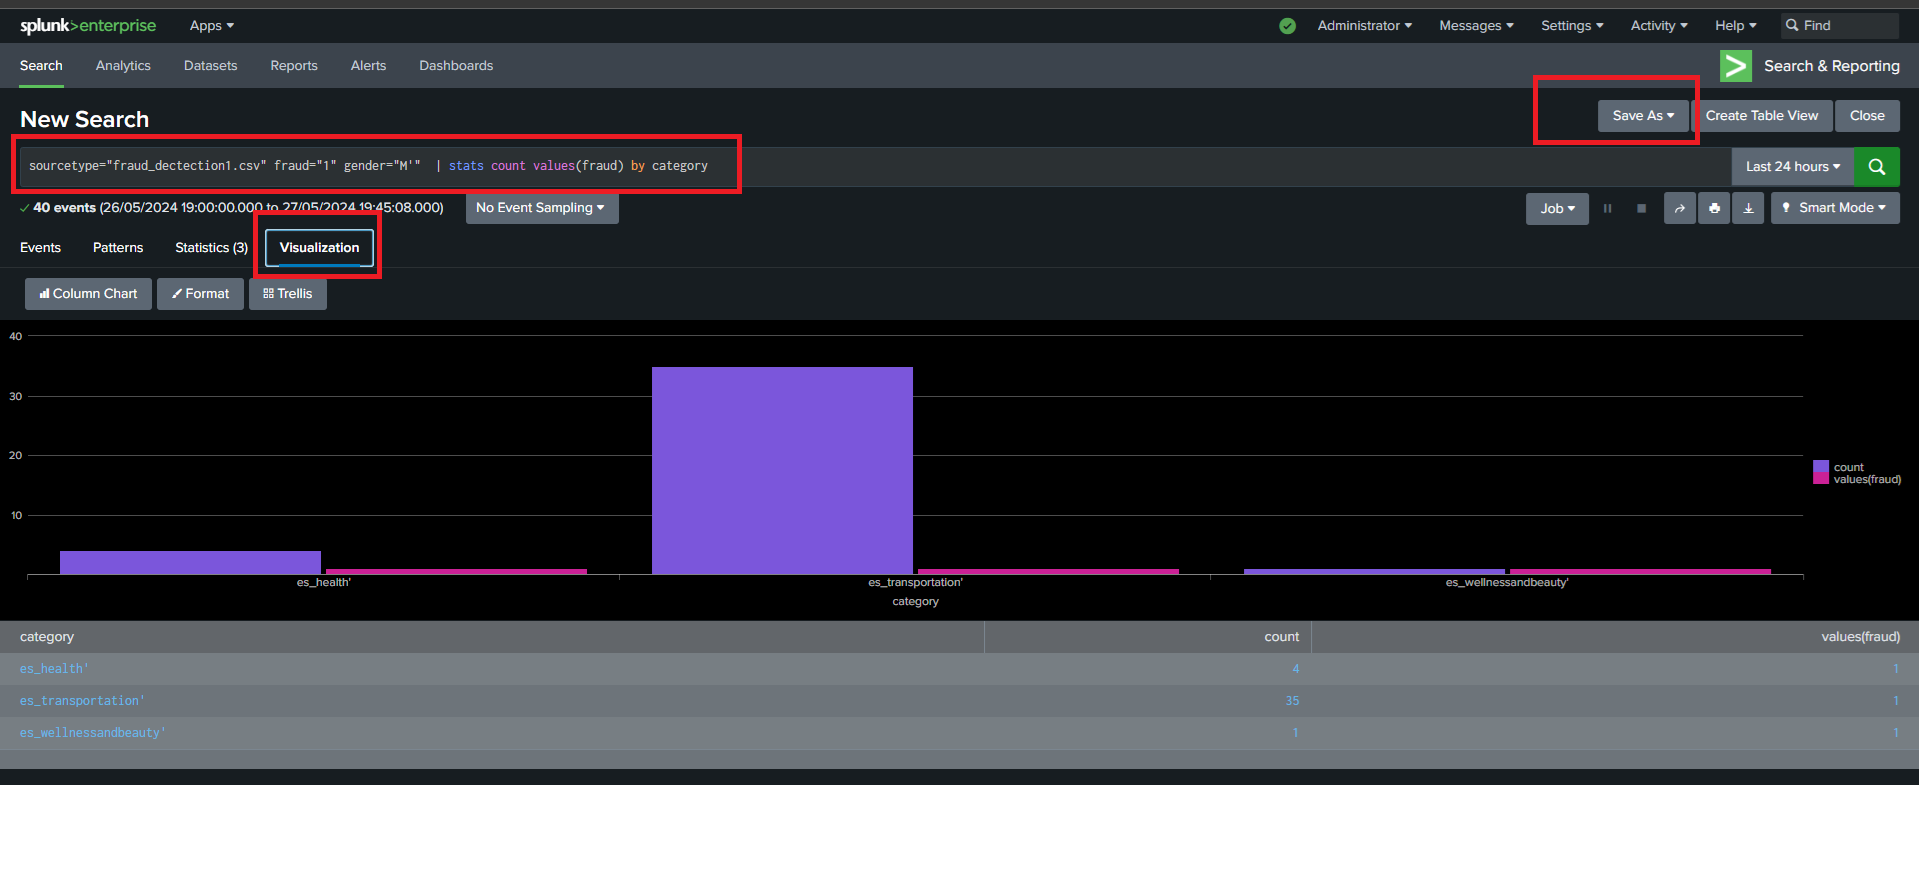 splunk>enterprise Apps Administrator Messages Settings Activity Help Find
Search Analytics Datasets Reports Alerts Dashboards Search & Reporting
New Search Save As Create Table View Close
sourcetype="fraud_dectection1.csv" fraud="1" gender="M'" | stats count values(fraud) by category Last 24 hours
40 events (26/05/2024 19:00:00.000 to 27/05/2024 19:45:08.000) No Event Sampling Job Smart Mode
Events Patterns Statistics (3) Visualization
Column Chart Format Trellis
40
30
20
10
count
values(fraud)
es_health' es_transportation' es_wellnessandbeauty'
category
category count values(fraud)
es_health' 4 1
es_transportation' 35 1
es_wellnessandbeauty' 1 1